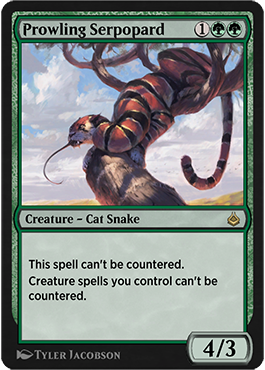 Prowling Serpopard 1
Creature – Cat Snake
This spell can't be countered.
Creature spells you control can't be
countered.
Tyler Jacobson
4/3